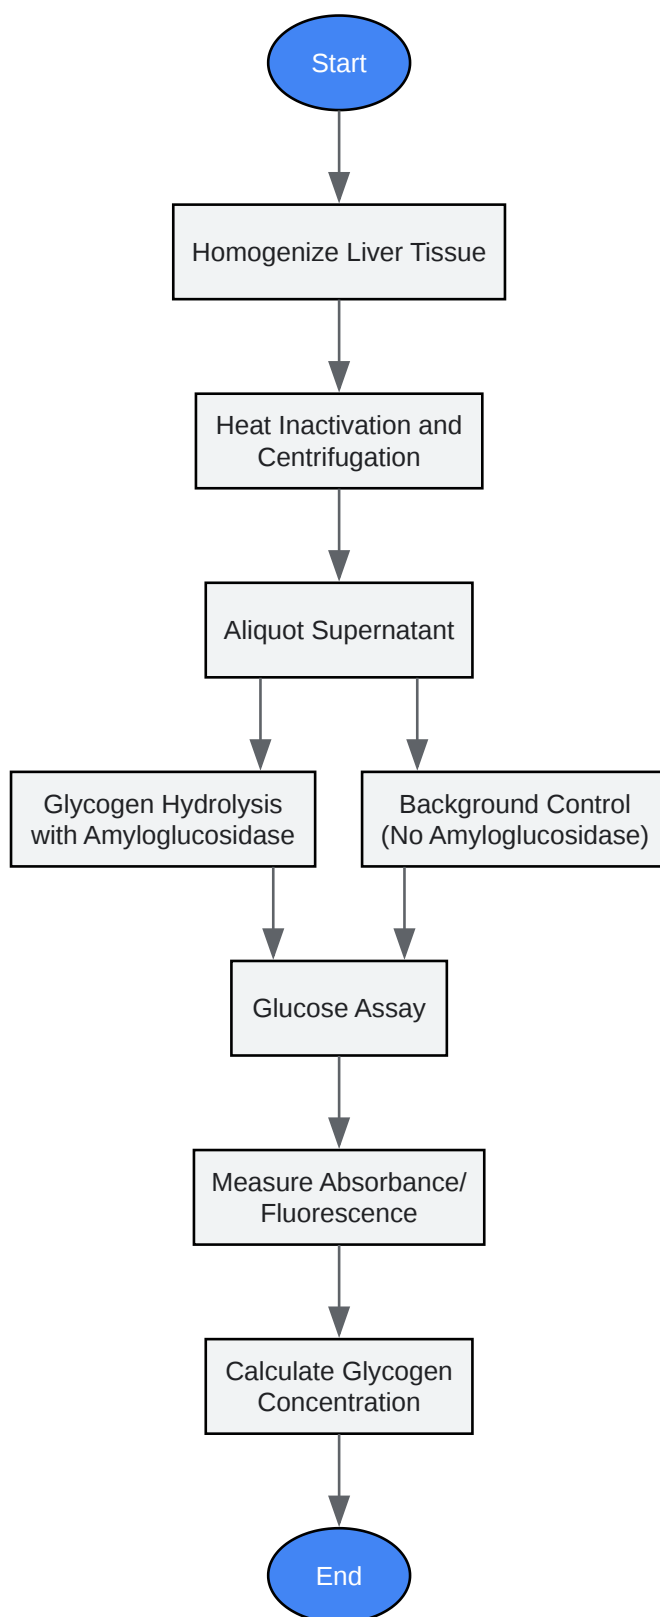 Start
Homogenize Liver Tissue
Heat Inactivation and
Centrifugation
Aliquot Supernatant
Glycogen Hydrolysis
with Amyloglucosidase
Background Control
(No Amyloglucosidase)
Glucose Assay
Measure Absorbance/
Fluorescence
Calculate Glycogen
Concentration
End